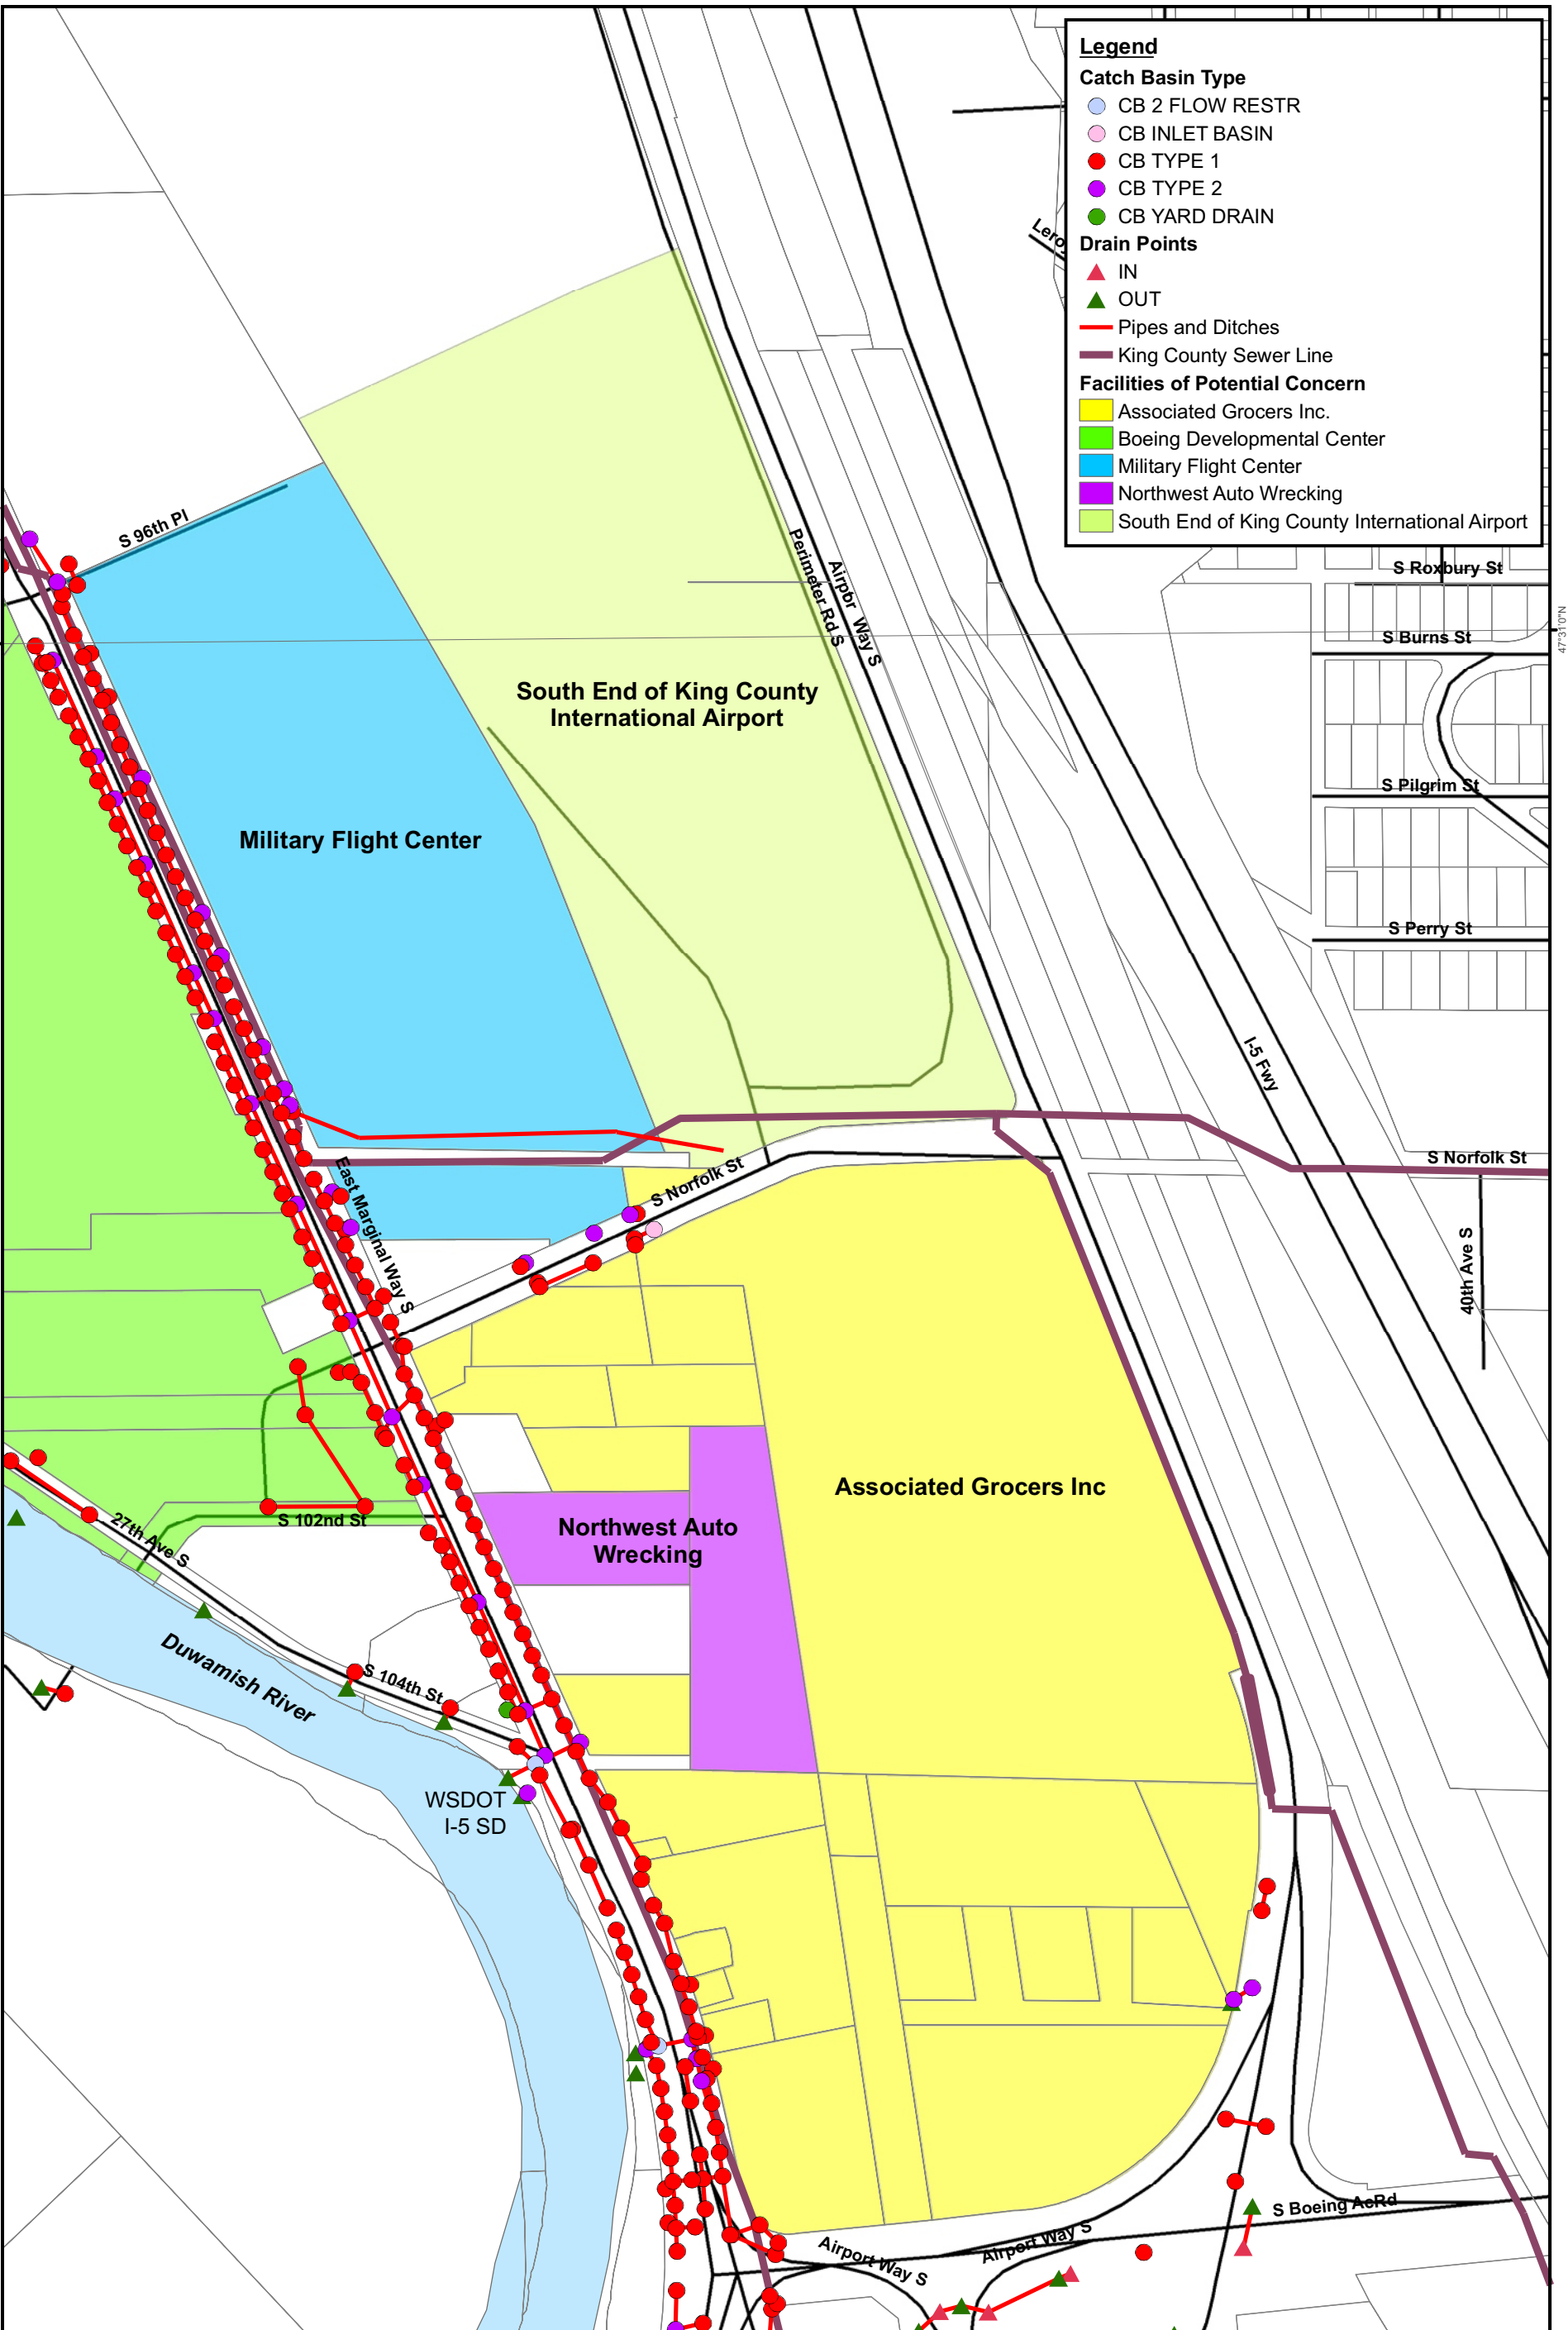 Legend
Catch Basin Type
CB 2 FLOW RESTR
CB INLET BASIN
CB TYPE 1
CB TYPE 2
CB YARD DRAIN
Drain Points
IN
OUT
Pipes and Ditches
King County Sewer Line
Facilities of Potential Concern
Associated Grocers Inc.
Boeing Developmental Center
Military Flight Center
Northwest Auto Wrecking
South End of King County International Airport
Leroy
S 96th Pl
Perimeter Rd S
Airpor Way S
S Roxbury St
47°31'0"N
S Burns St
South End of King County
International Airport
S Pilgrim St
Military Flight Center
S Perry St
I-5 Fwy
S Norfolk St
S Norfolk St
East Marginal Way S
40th Ave S
Associated Grocers Inc
Northwest Auto
Wrecking
S 102nd St
27th Ave S
Duwamish River
S 104th St
WSDOT
I-5 SD
S Boeing AcRd
Airport Way S
Airport Way S